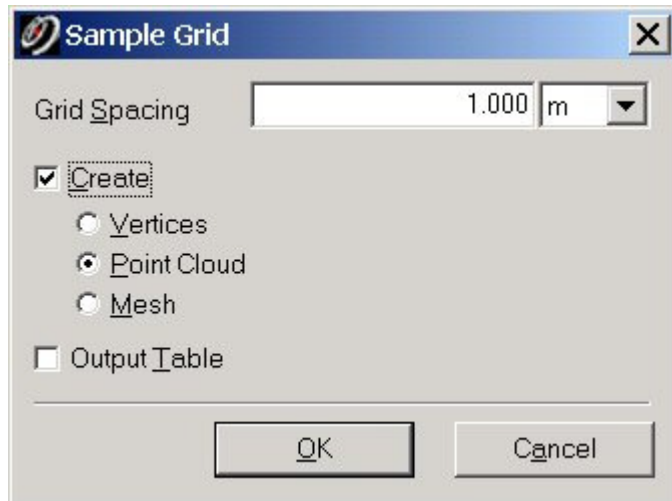 Sample Grid
Grid Spacing 1.000 m
Create
Vertices
Point Cloud
Mesh
Output Table
OK Cancel